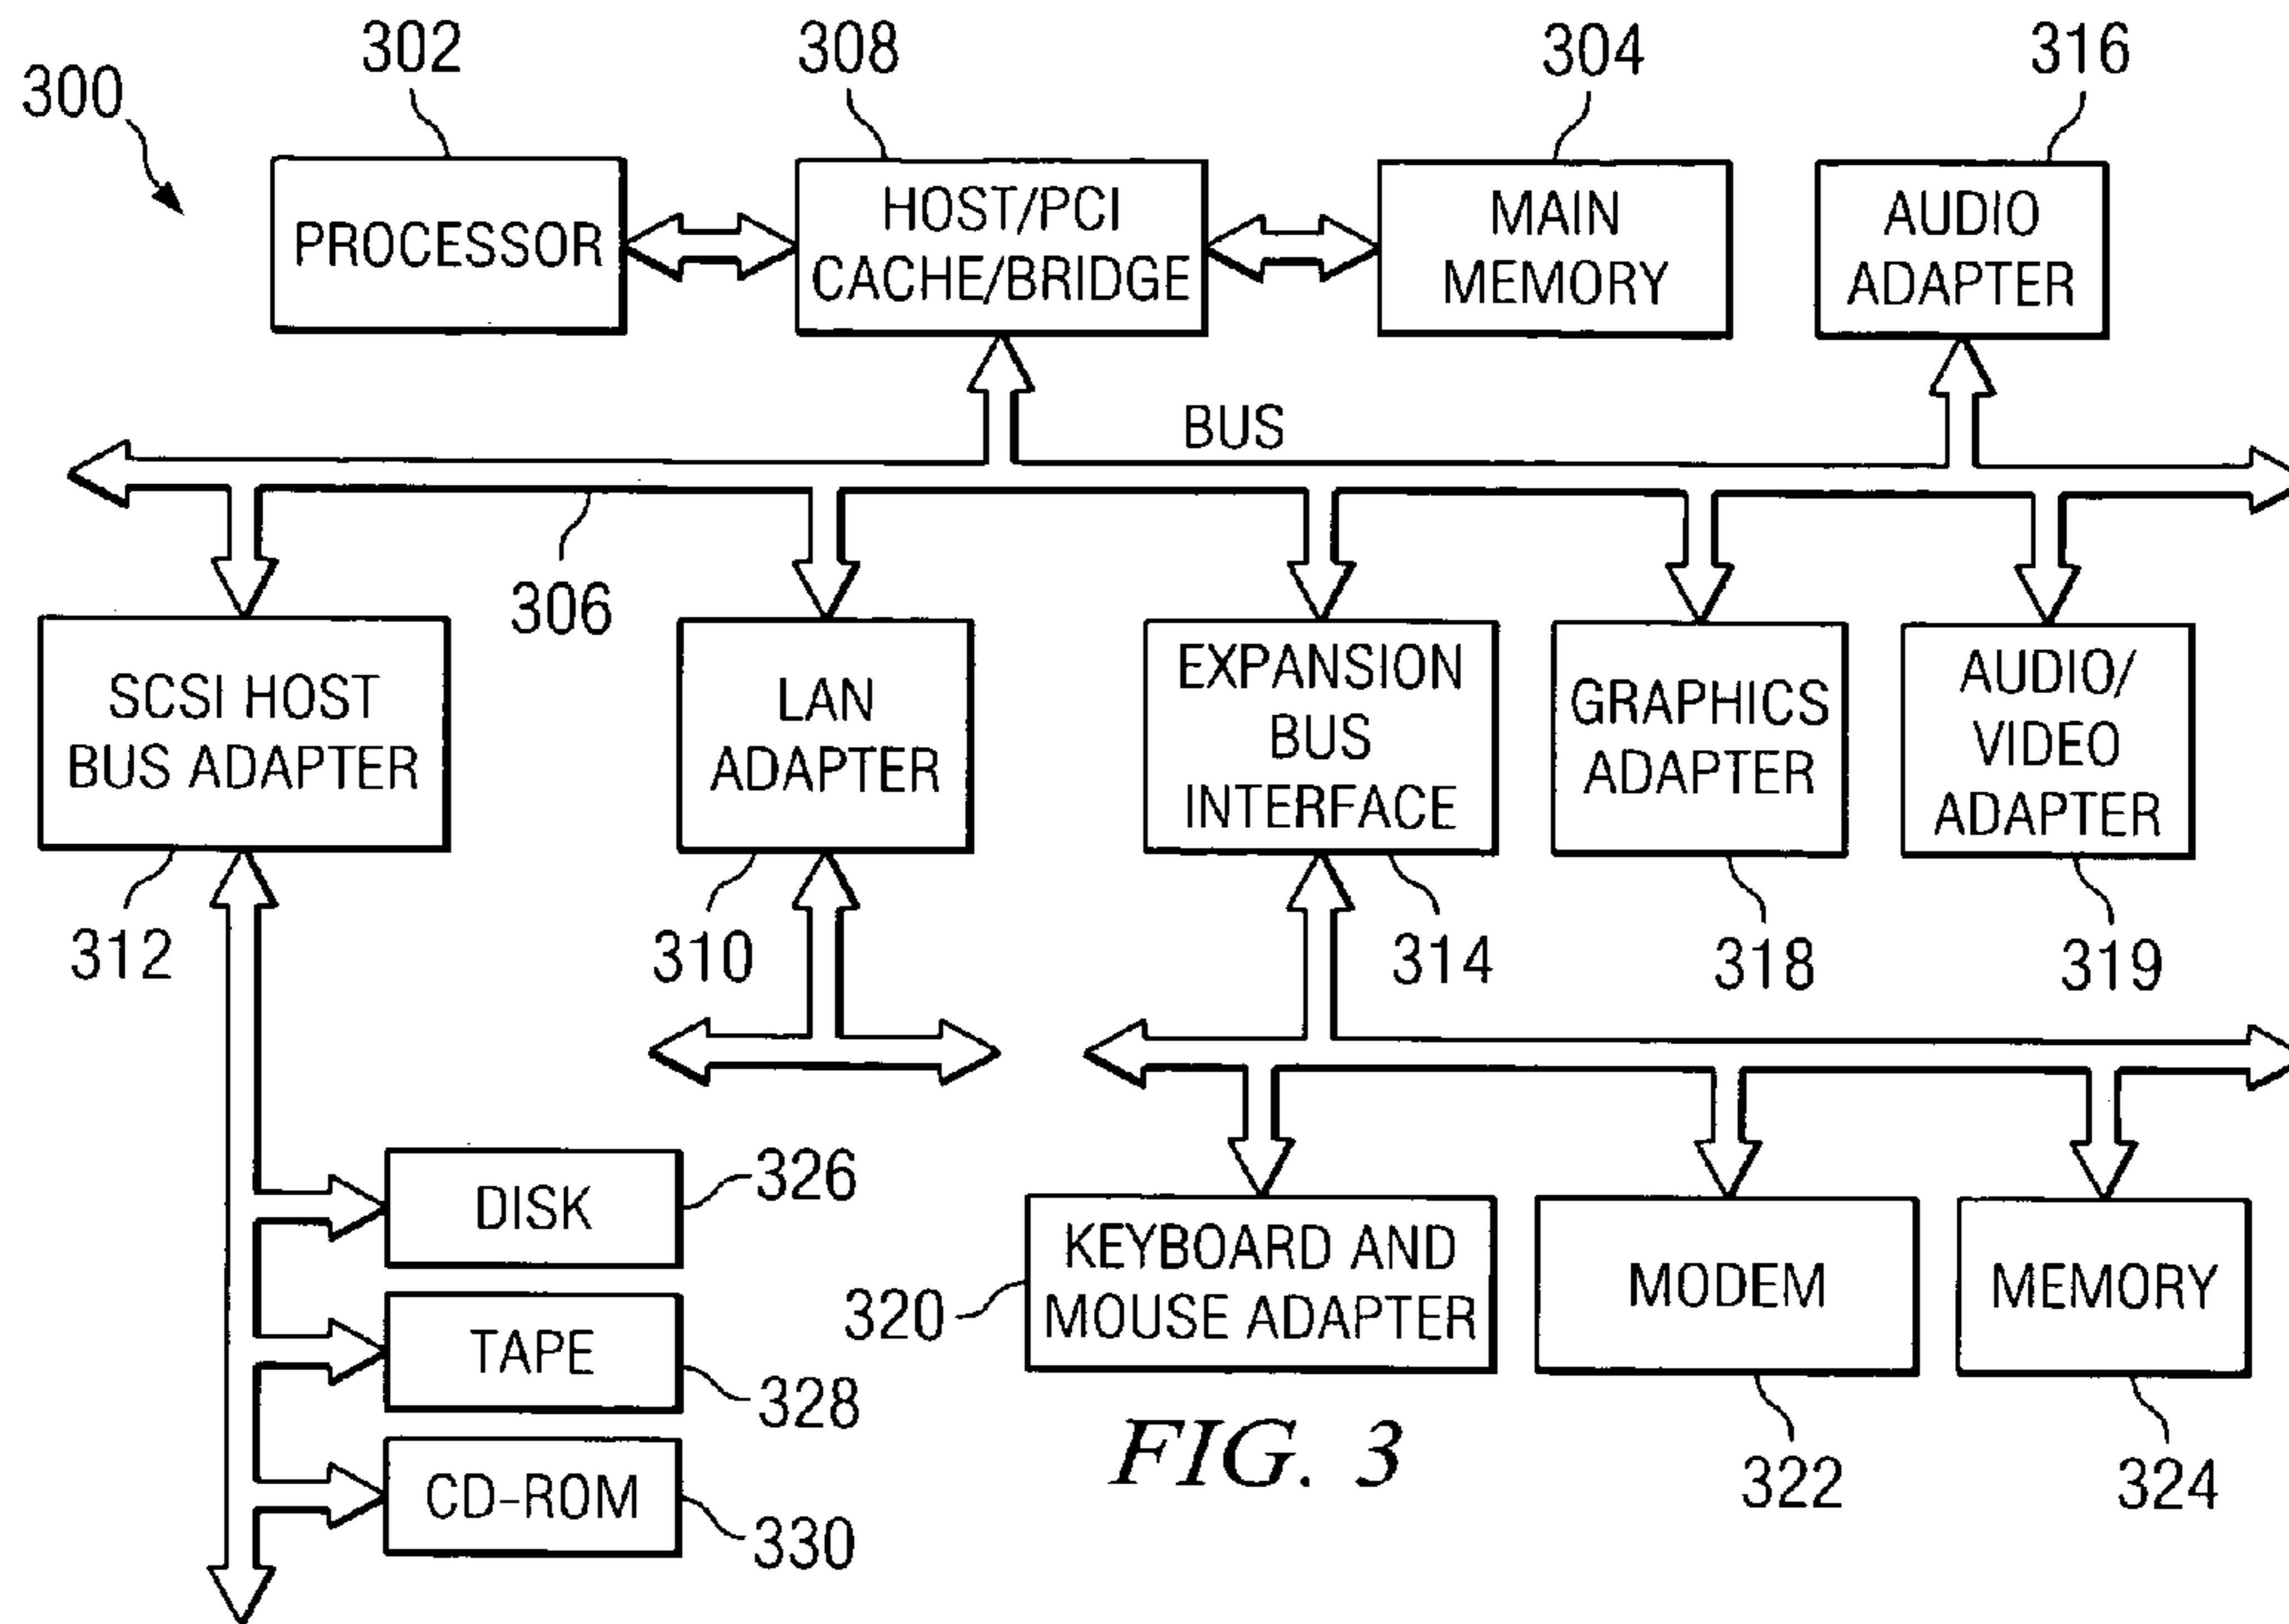 300
302
308
304
316
PROCESSOR
HOST/PCI
CACHE/BRIDGE
MAIN
MEMORY
AUDIO
ADAPTER
BUS
306
SCSI HOST
BUS ADAPTER
LAN
ADAPTER
EXPANSION
BUS
INTERFACE
GRAPHICS
ADAPTER
AUDIO/
VIDEO
ADAPTER
312
310
314
318
319
DISK
326
TAPE
328
CD-ROM
330
320
KEYBOARD AND
MOUSE ADAPTER
MODEM
MEMORY
322
324
FIG. 3